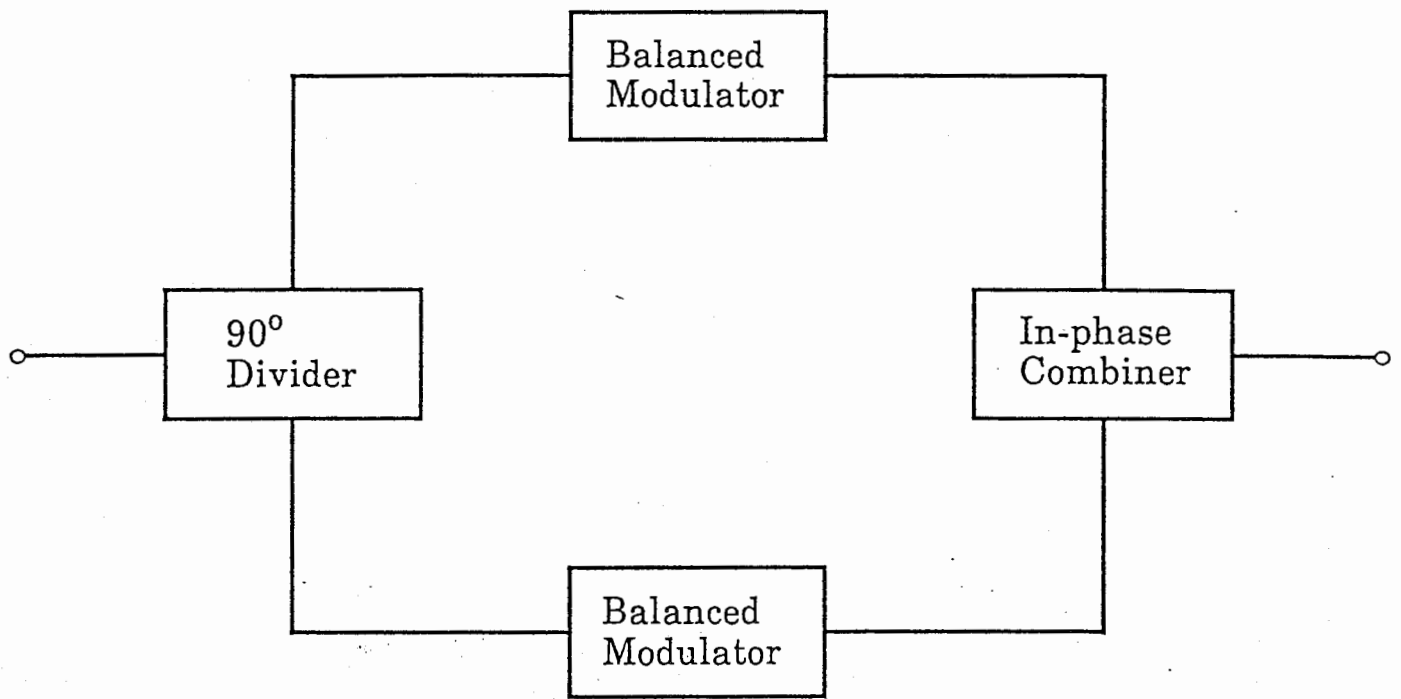 Balanced
Modulator
90°
Divider
In-phase
Combiner
Balanced
Modulator